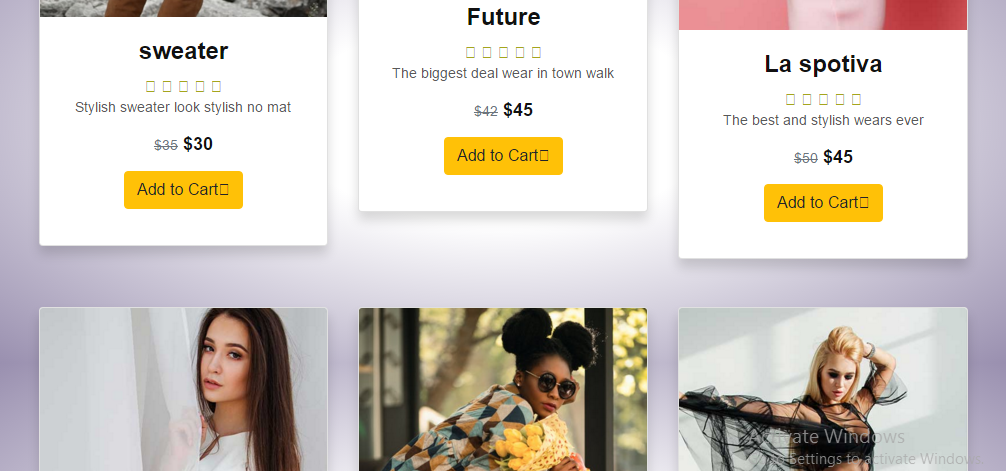 sweater
Stylish sweater look stylish no mat
$35 $30
Add to Cart
Future
The biggest deal wear in town walk
$42 $45
Add to Cart
La spotiva
The best and stylish wears ever
$50 $45
Add to Cart
Activate Windows
to Settings to activate Windows.